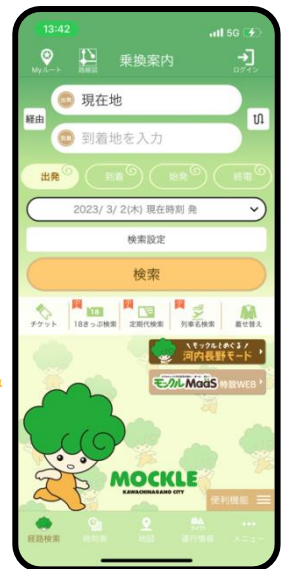 13:42
5G
Myルート
路線図
乗換案内
ログイン
出発 現在地
経由
到着地を入力
出発
到着
始発
終電
2023/ 3/ 2(木) 現在時刻 発
検索設定
検索
18
チケット
18きっぷ検索
定期代検索
列車名検索
着せ替え
モックルとめぐる
河内長野モード
モックルMaaS 特設WEB
MOCKLE
KAWACHINAGANO CITY
便利機能
経路検索
時刻表
地図
運行情報
メニュー